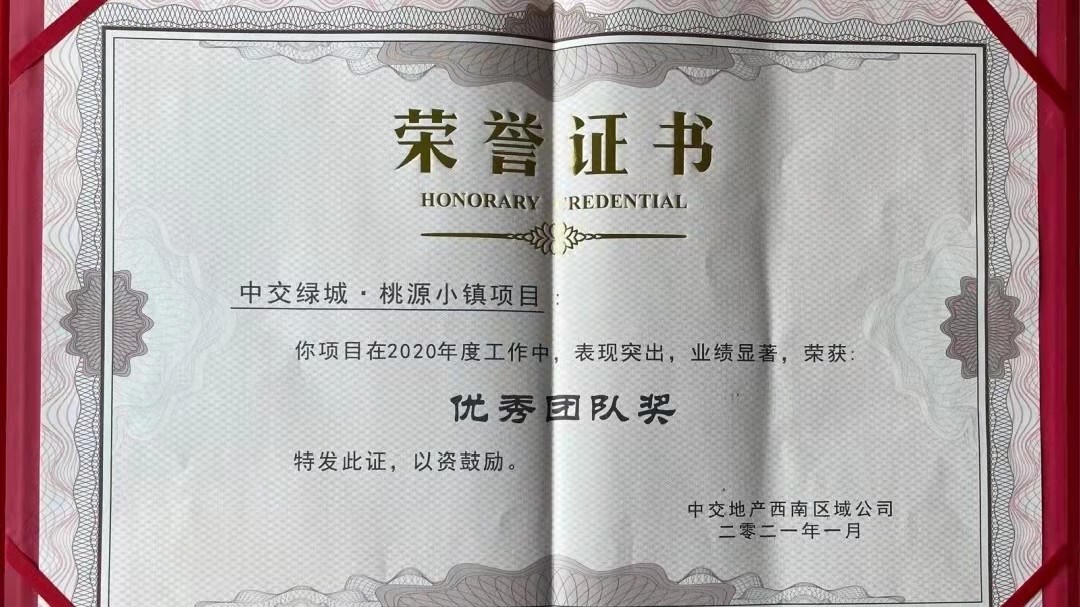 荣誉证书
HONORARY CREDENTIAL
中交绿城·桃源小镇项目:
你项目在2020年度工作中，表现突出，业绩显著，荣获:
优秀团队奖
特发此证，以资鼓励。
中交地产西南区域公司
二零二一年一月